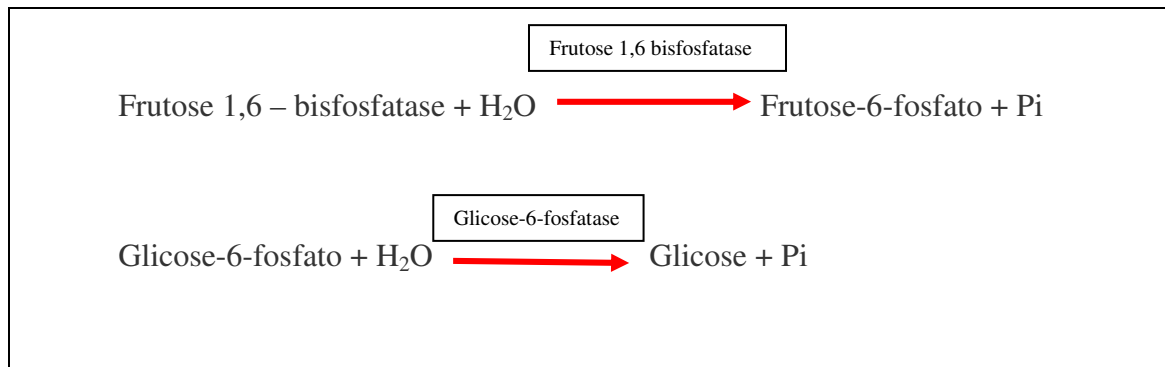 Frutose 1,6 bisfosfatase
Frutose 1,6 – bisfosfatase + H₂O Frutose-6-fosfato + Pi
Glicose-6-fosfatase
Glicose-6-fosfato + H₂O Glicose + Pi